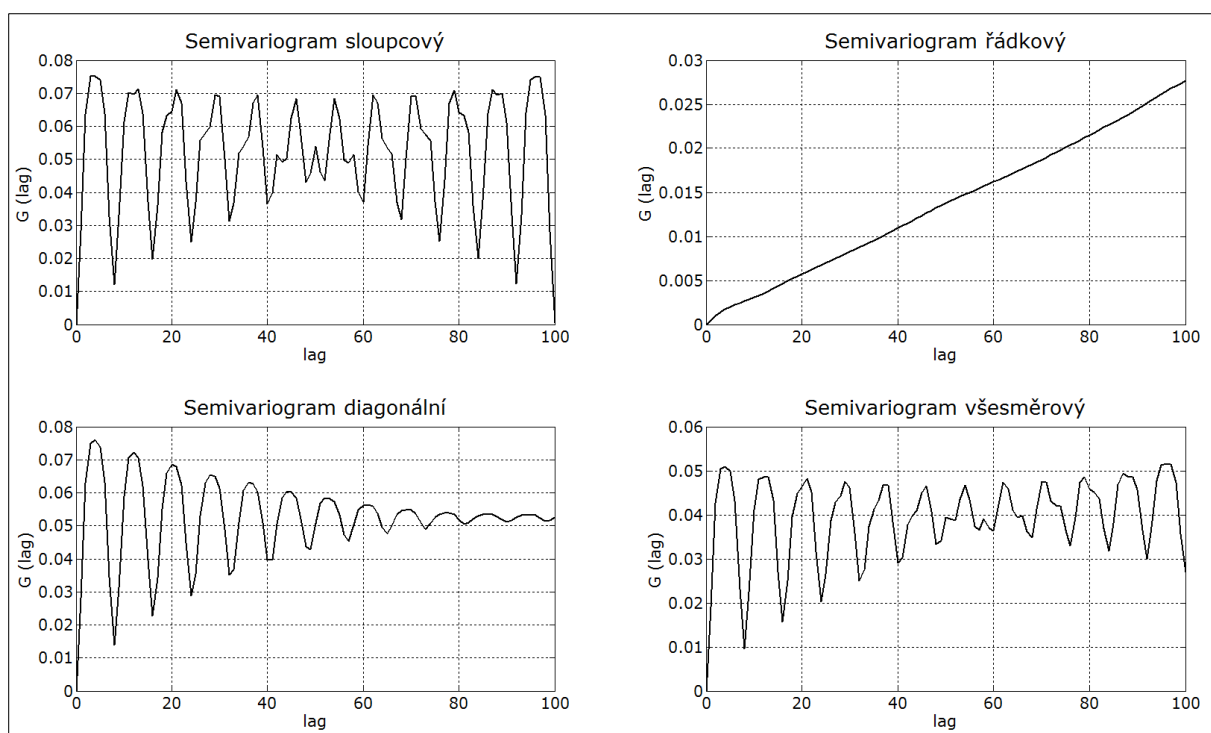 Semivariogram sloupcový
0.08
0.07
0.06
0.05
0.04
0.03
0.02
0.01
0
G (lag)
0 20 40 60 80 100
lag
Semivariogram řádkový
0.03
0.025
0.02
0.015
0.01
0.005
0
G (lag)
0 20 40 60 80 100
lag
Semivariogram diagonální
0.08
0.07
0.06
0.05
0.04
0.03
0.02
0.01
0
G (lag)
0 20 40 60 80 100
lag
Semivariogram všesměrový
0.06
0.05
0.04
0.03
0.02
0.01
0
G (lag)
0 20 40 60 80 100
lag